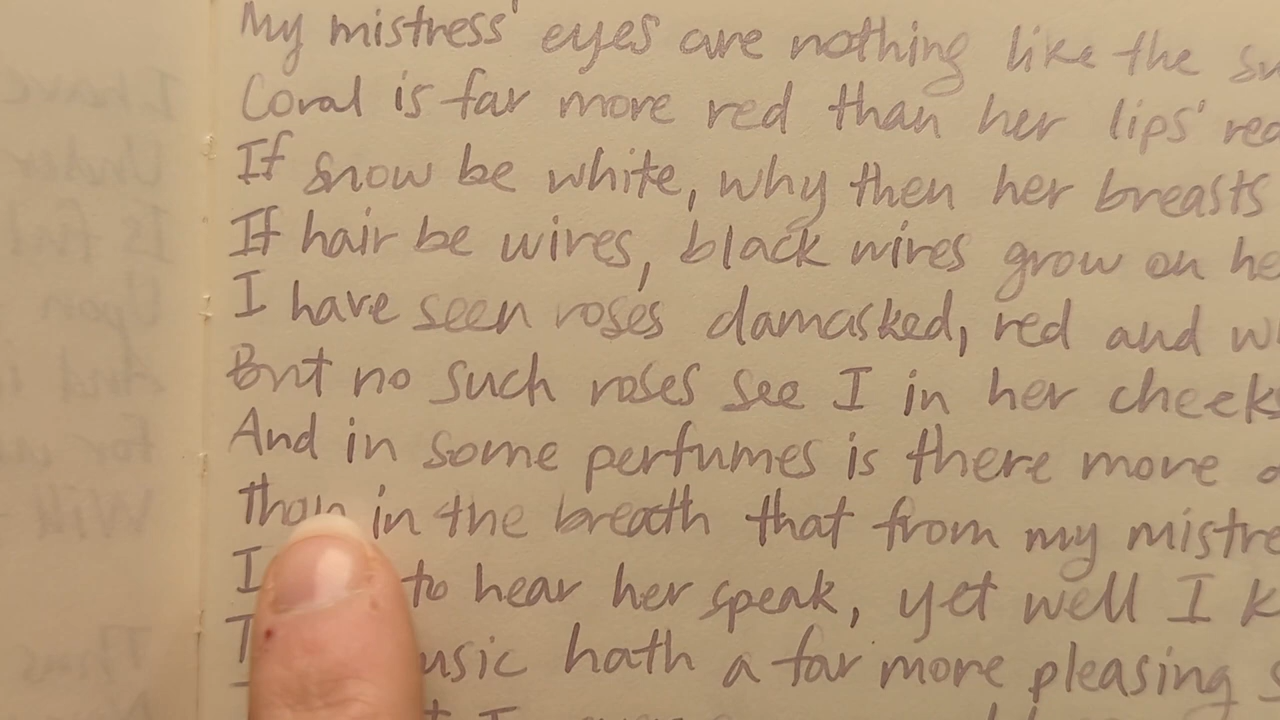 My mistress' eyes are nothing like the
Coral is far more red than her lips'
If snow be white, why then her breasts
If hair be wires, black wires grow on
I have seen roses damasked, red and
But no such roses see I in her
And in some perfumes is there more
than in the breath that from my
I to hear her speak, yet well I
hath a far more pleasing
I